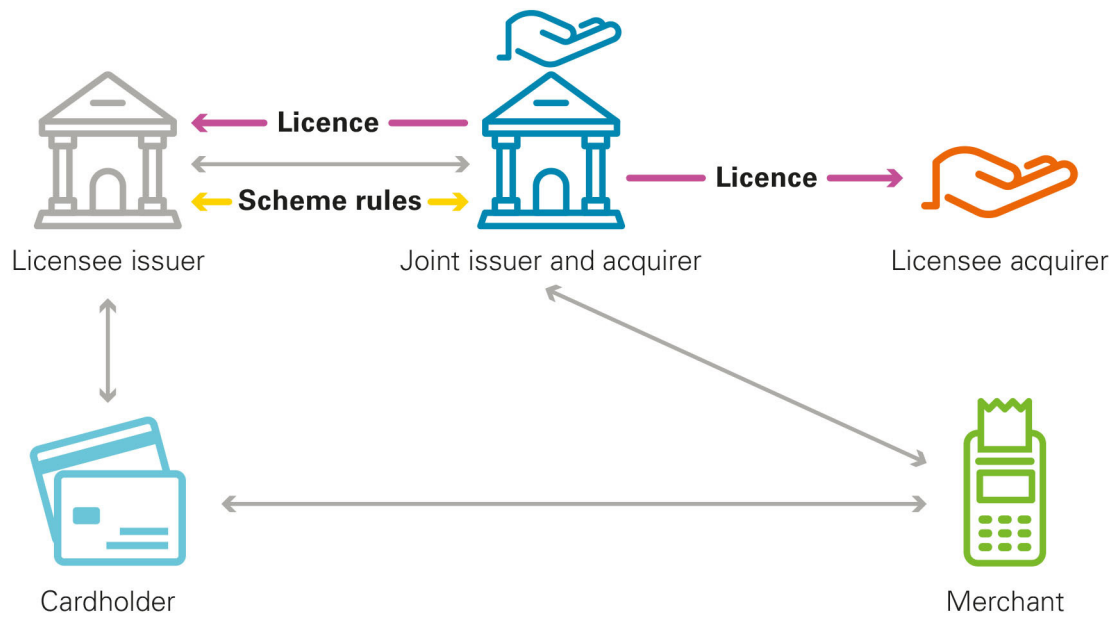 Licence
Licence
Scheme rules
Licensee issuer
Joint issuer and acquirer
Licensee acquirer
Cardholder
Merchant